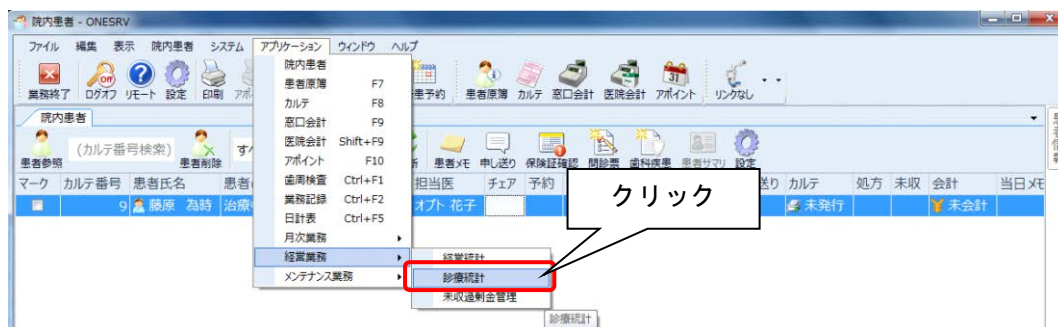 院内患者 - ONESRV
ファイル 編集 表示 院内患者 システム アプリケーション ウィンドウ ヘルプ
業務終了 ログオフ リモート 設定 印刷 患者原簿 カルテ 窓口会計 医院会計 アポイント リンクなし
院内患者
患者参照 (カルテ番号検索) 患者削除 患者メモ 申し送り 保険証確認 問診票 歯科疾患 患者サマリ 設定
マーク カルテ番号 患者氏名 担当医 チェア 予約 カルテ 処方 未収 会計 当日メモ
9 藤原 為時 オプト 花子 未発行 未会計
院内患者
患者原簿 F7
カルテ F8
窓口会計 F9
医院会計 Shift+F9
アポイント F10
歯周検査 Ctrl+F1
業務記録 Ctrl+F2
日計表 Ctrl+F5
月次業務
経営業務
メンテナンス業務
経営統計
診療統計
未収過剰金管理
診療統計
クリック